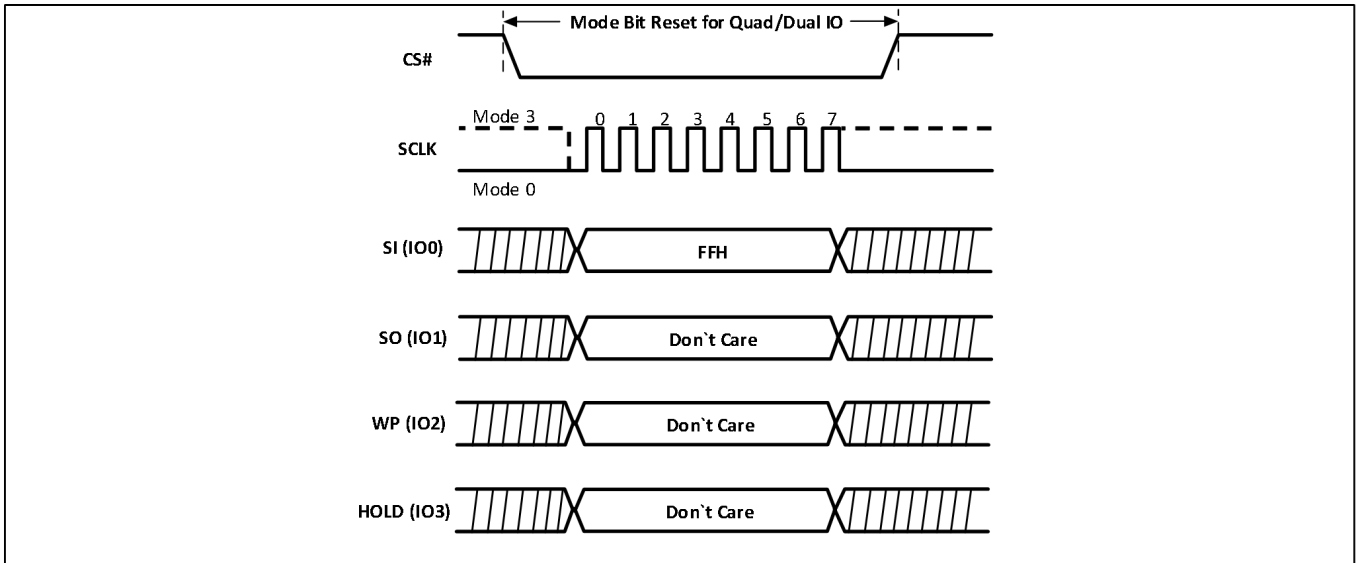 Mode Bit Reset for Quad/Dual IO
CS#
Mode 3
0 1 2 3 4 5 6 7
SCLK
Mode 0
SI (IO0)
FFH
SO (IO1)
Don`t Care
WP (IO2)
Don`t Care
HOLD (IO3)
Don`t Care